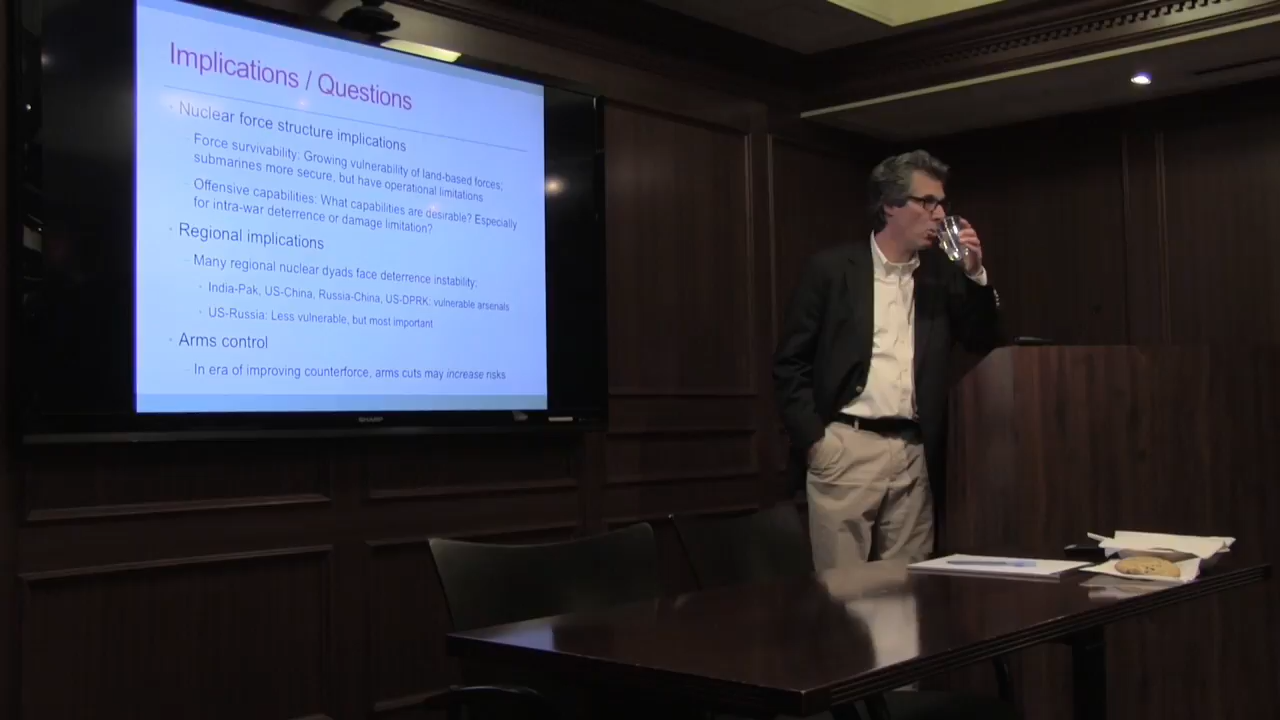 Implications / Questions
Nuclear force structure implications
Force survivability: Growing vulnerability of land-based forces;
submarines more secure, but have operational limitations
Offensive capabilities: What capabilities are desirable? Especially
for intra-war deterrence or damage limitation?
Regional implications
Many regional nuclear dyads face deterrence instability:
India-Pak, US-China, Russia-China, US-DPRK: vulnerable arsenals
US-Russia: Less vulnerable, but most important
Arms control
In era of improving counterforce, arms cuts may increase risks
SHARP